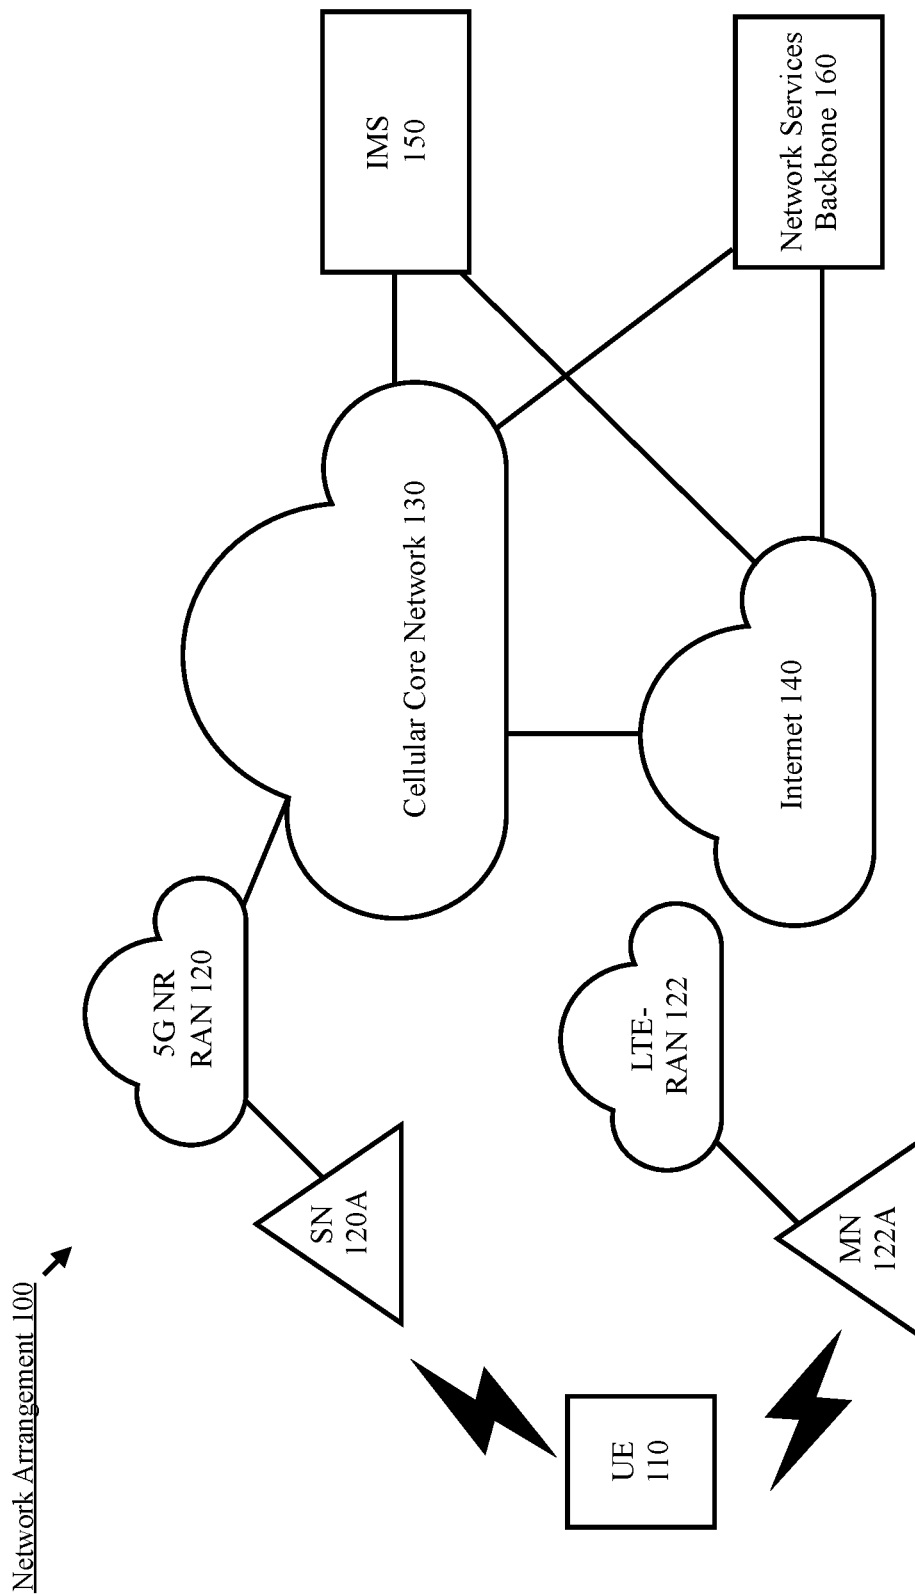 Network Arrangement 100
5G NR
RAN 120
SN
120A
Cellular Core Network 130
IMS
150
UE
110
LTE-
RAN 122
MN
122A
Internet 140
Network Services
Backbone 160